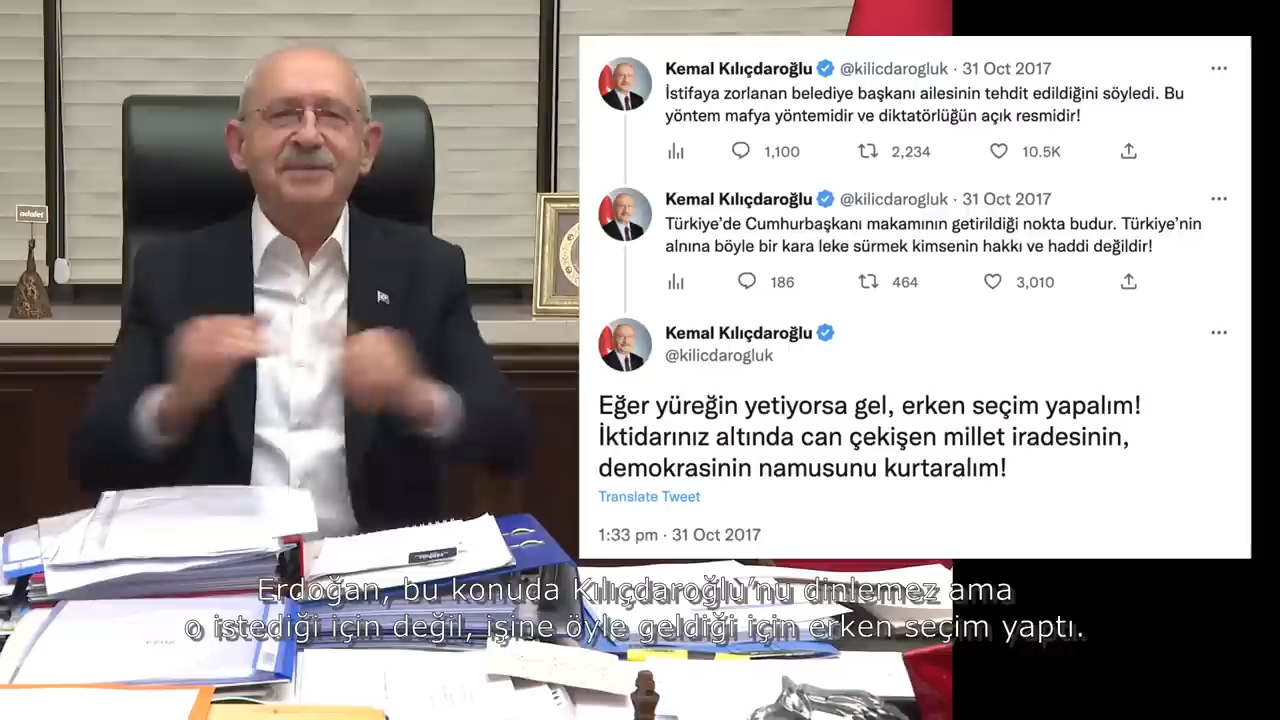 adalet
Kemal Kılıçdaroğlu @kilicdarogluk · 31 Oct 2017
İstifaya zorlanan belediye başkanı ailesinin tehdit edildiğini söyledi. Bu
yöntem mafya yöntemidir ve diktatörlüğün açık resmidir!
1,100 2,234 10.5K
Kemal Kılıçdaroğlu @kilicdarogluk · 31 Oct 2017
Türkiye'de Cumhurbaşkanı makamının getirildiği nokta budur. Türkiye'nin
alnına böyle bir kara leke sürmek kimsenin hakkı ve haddi değildir!
186 464 3,010
Kemal Kılıçdaroğlu
@kilicdarogluk
Eğer yüreğin yetiyorsa gel, erken seçim yapalım!
İktidarınız altında can çekişen millet iradesinin,
demokrasinin namusunu kurtaralım!
Translate Tweet
1:33 pm · 31 Oct 2017
Erdoğan, bu konuda Kılıçdaroğlu'nu dinlemez ama
o istediği için değil, işine öyle geldiği için erken seçim yaptı.